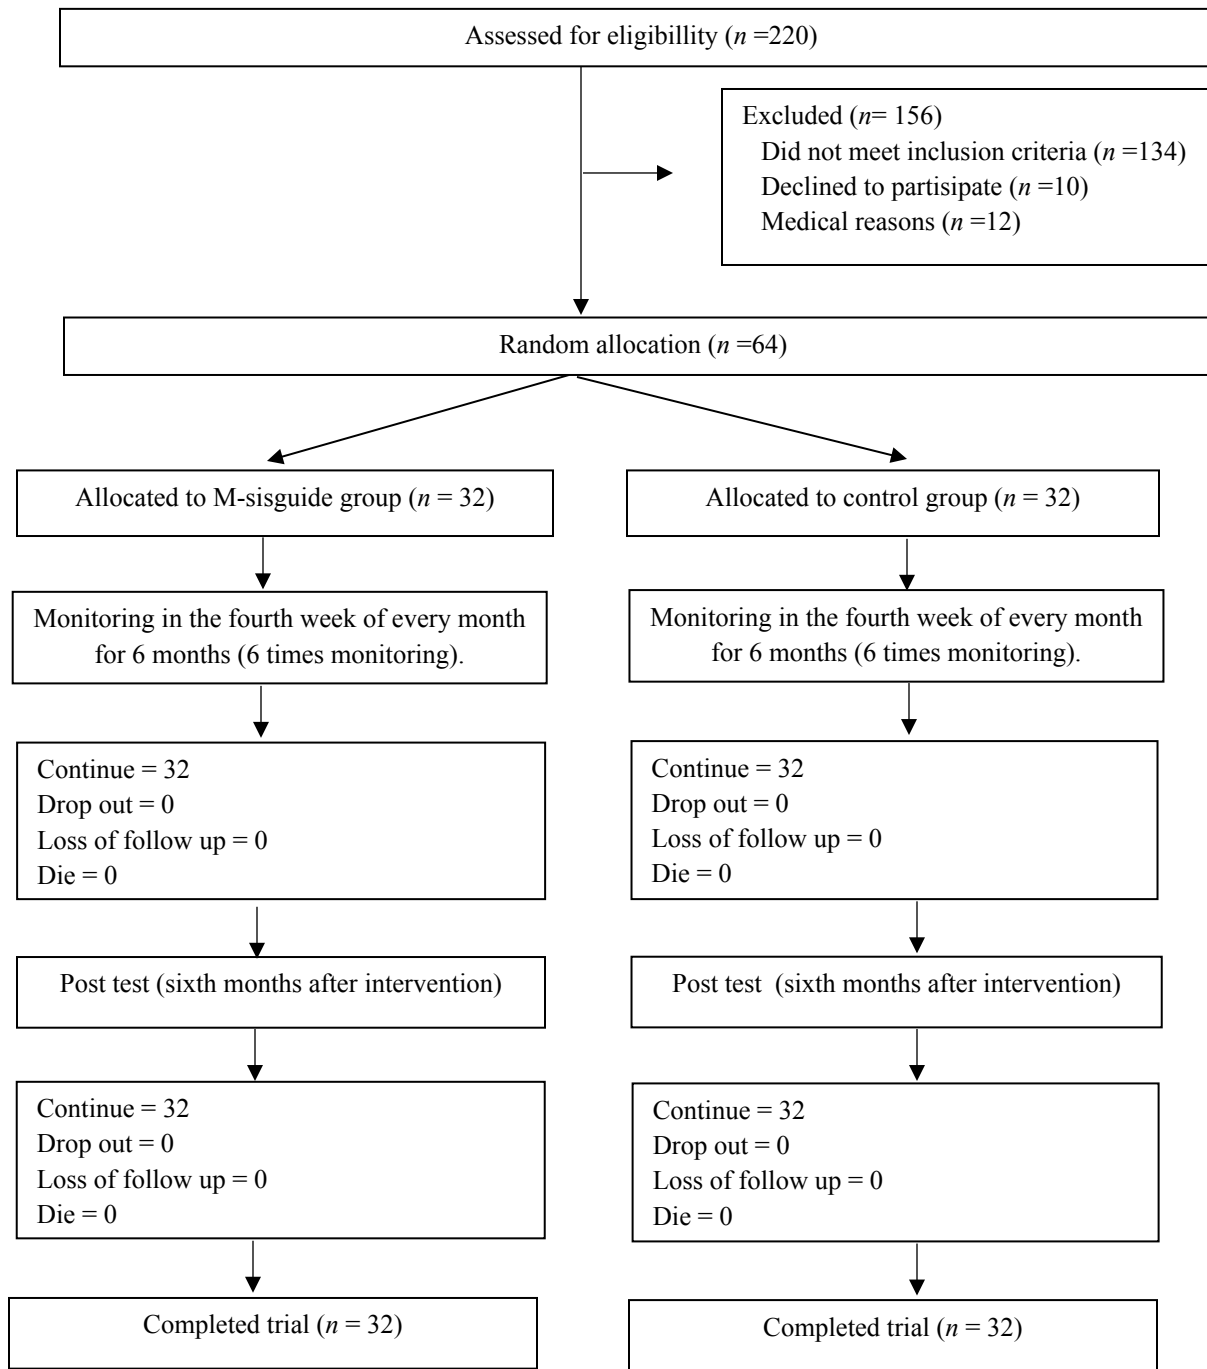 Assessed for eligibillity (n =220)
Excluded (n= 156)
Did not meet inclusion criteria (n =134)
Declined to partisipate (n =10)
Medical reasons (n =12)
Random allocation (n =64)
Allocated to M-sisguide group (n = 32)
Allocated to control group (n = 32)
Monitoring in the fourth week of every month
for 6 months (6 times monitoring).
Monitoring in the fourth week of every month
for 6 months (6 times monitoring).
Continue = 32
Drop out = 0
Loss of follow up = 0
Die = 0
Continue = 32
Drop out = 0
Loss of follow up = 0
Die = 0
Post test (sixth months after intervention)
Post test  (sixth months after intervention)
Continue = 32
Drop out = 0
Loss of follow up = 0
Die = 0
Continue = 32
Drop out = 0
Loss of follow up = 0
Die = 0
Completed trial (n = 32)
Completed trial (n = 32)